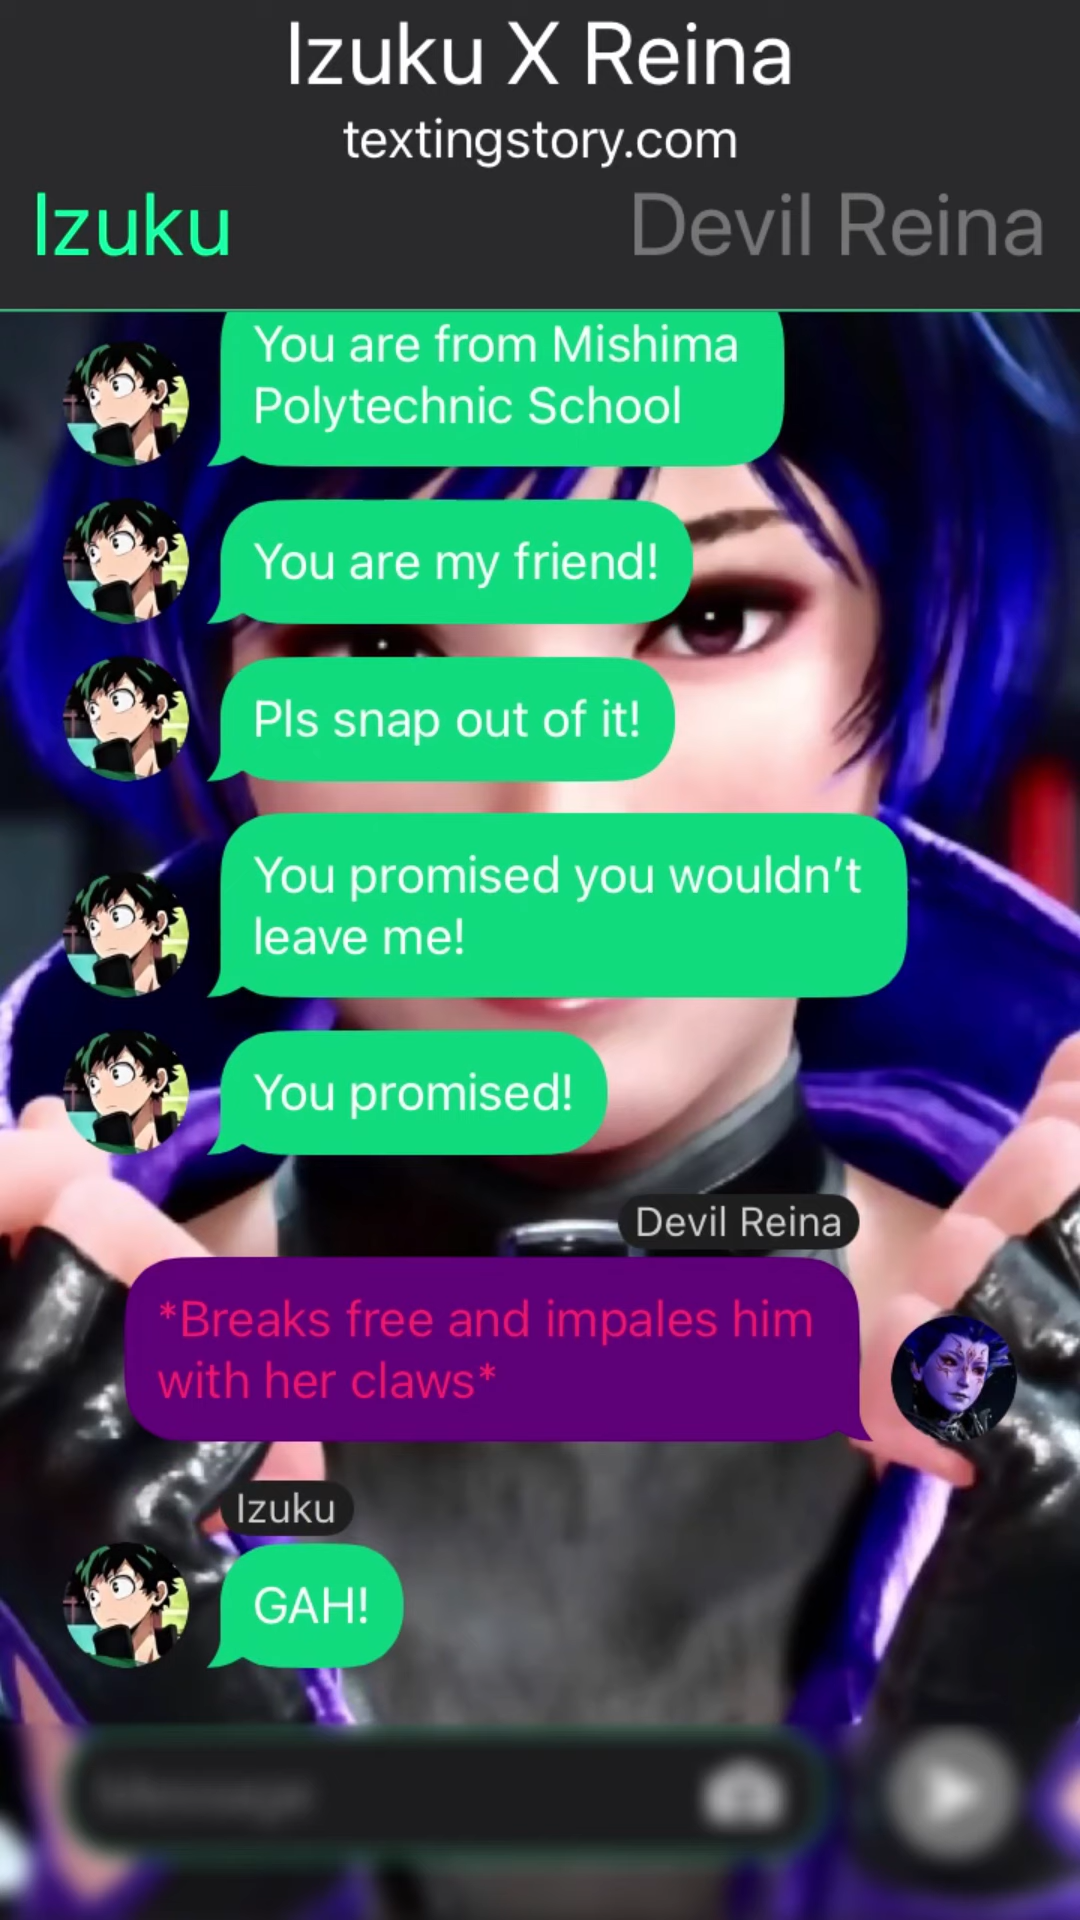 Izuku X Reina
textingstory.com
Izuku
Devil Reina
You are from Mishima
Polytechnic School
You are my friend!
Pls snap out of it!
You promised you wouldn’t
leave me!
You promised!
Devil Reina
*Breaks free and impales him
with her claws*
Izuku
GAH!
Message